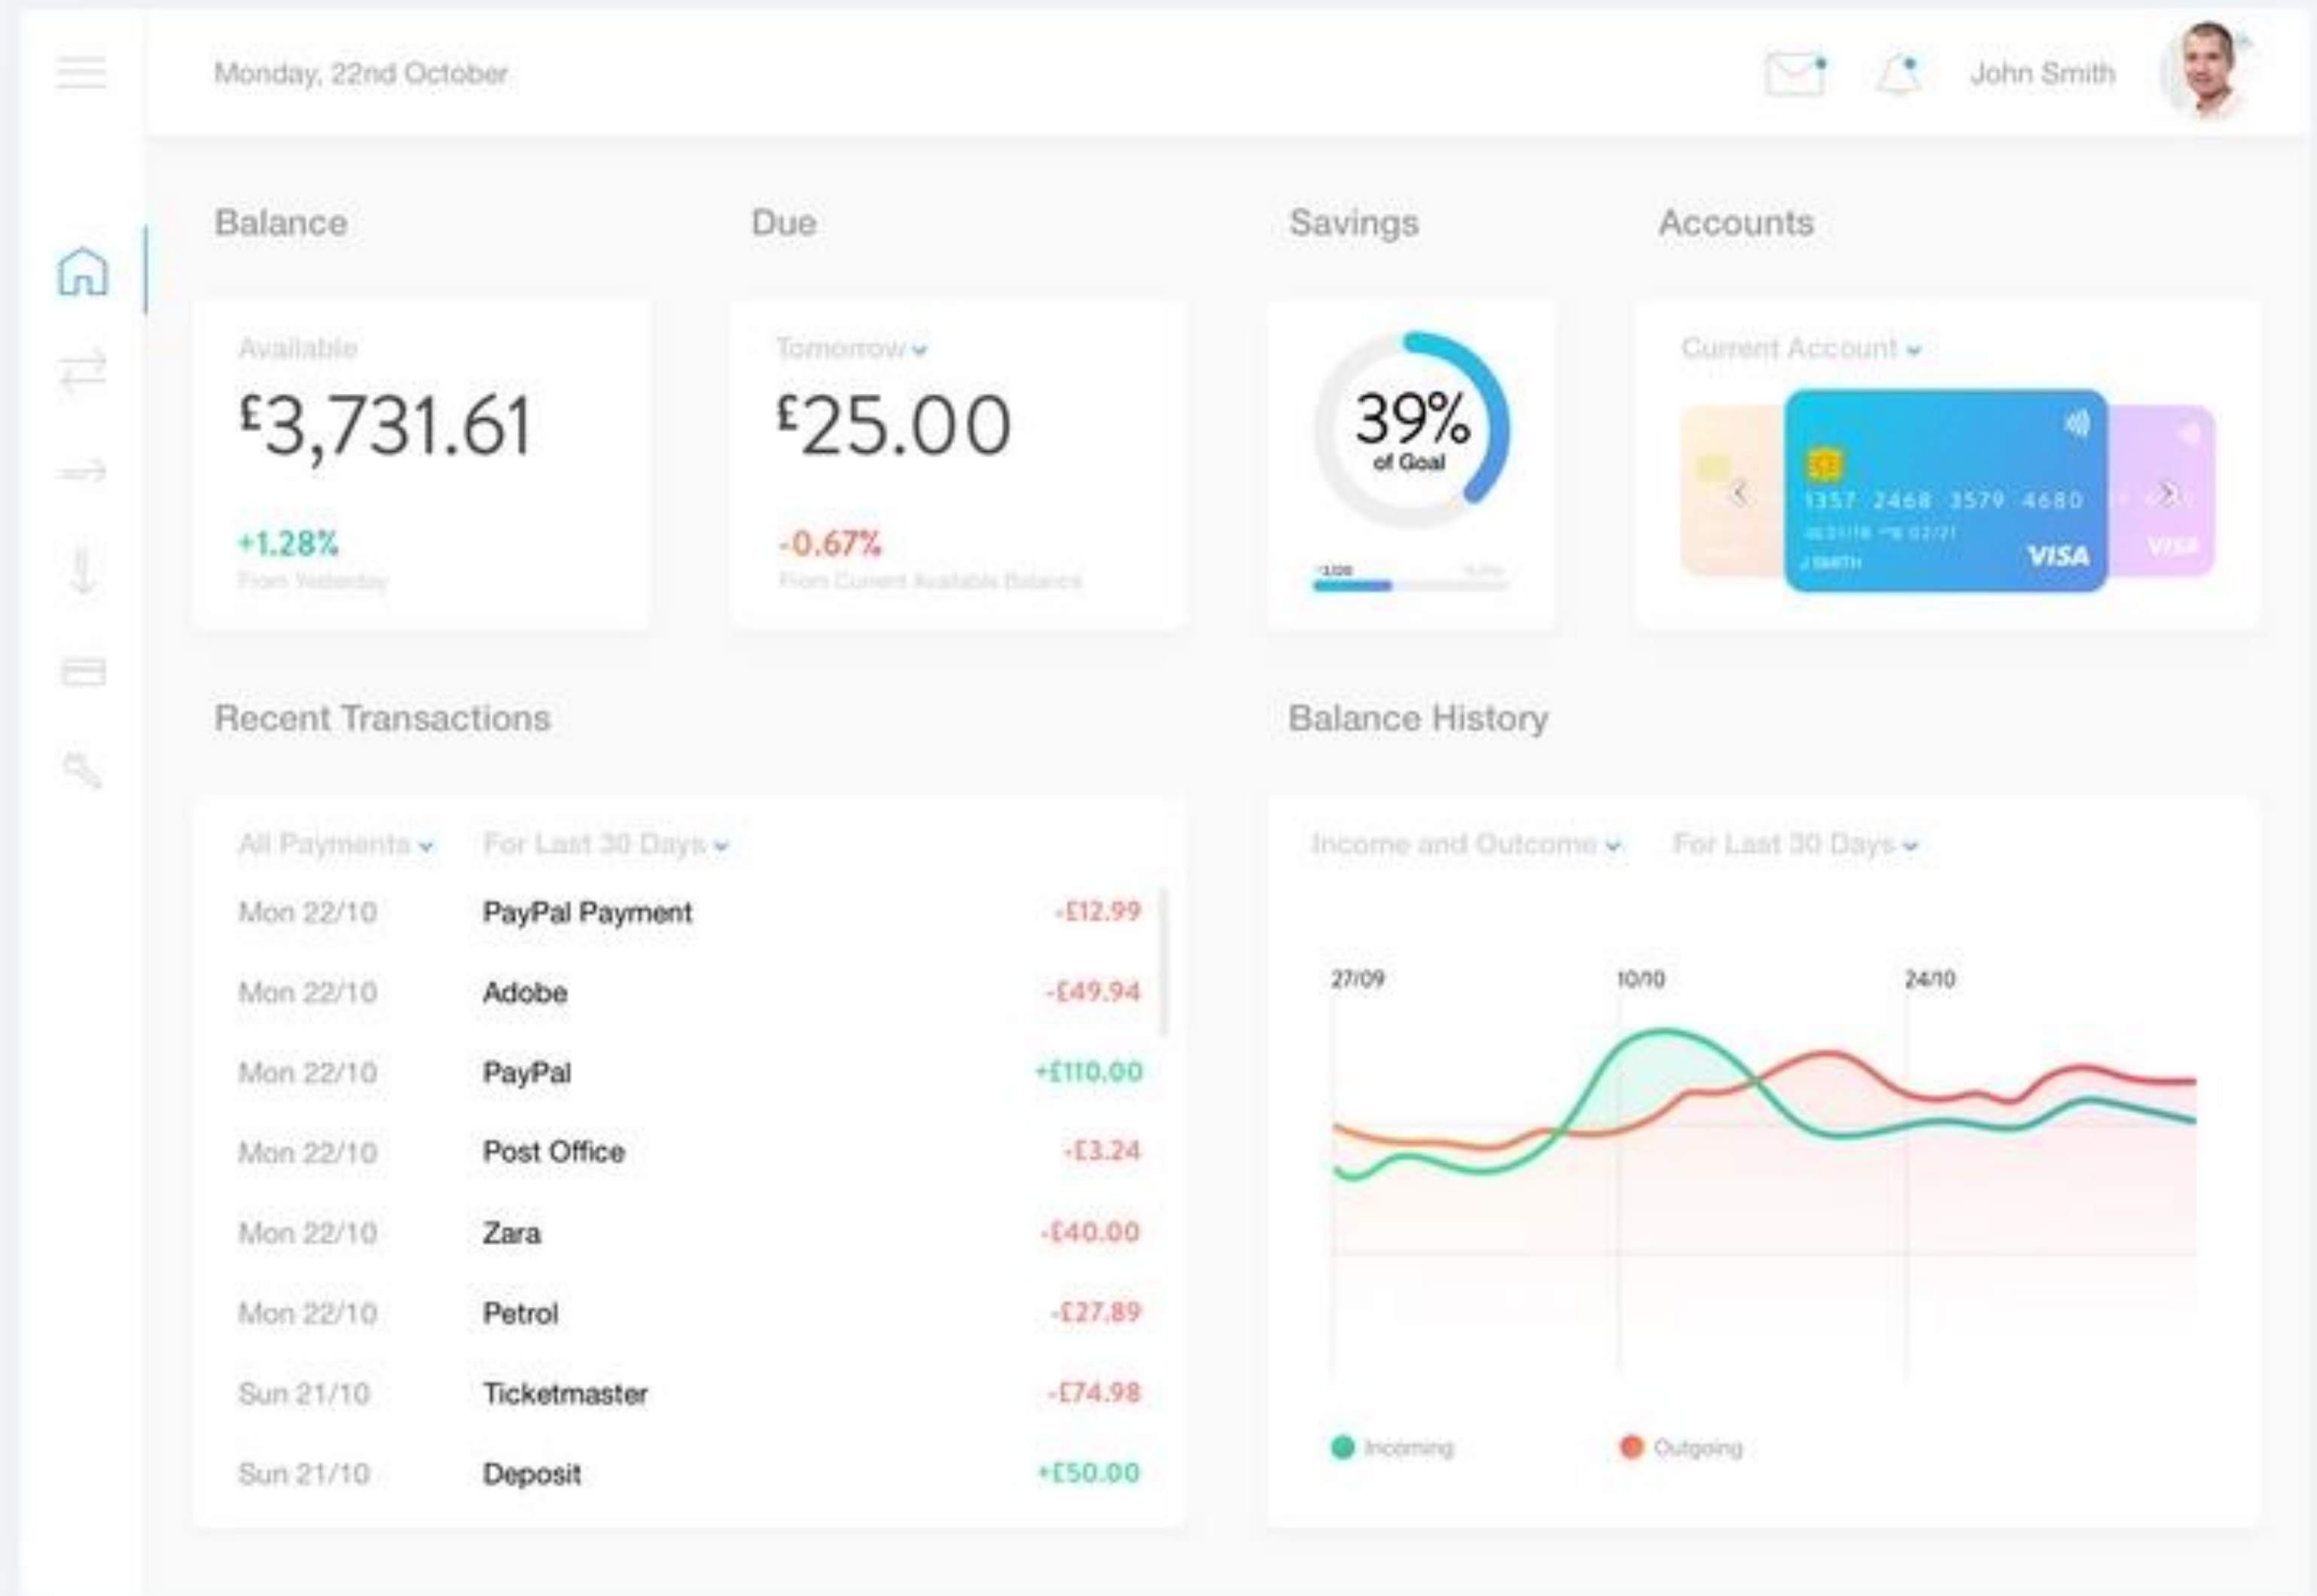 Monday, 22nd October
John Smith
Balance
Due
Savings
Accounts
Available
£3,731.61
+1.28%
From Yesterday
Tomorrow
£25.00
-0.67%
From Current Available Balance
39%
of Goal
Current Account
1357 2468 3579 4680
02/21
J SMITH
VISA
VISA
Recent Transactions
Balance History
All Payments For Last 30 Days
Mon 22/10 PayPal Payment -£12.99
Mon 22/10 Adobe -£49.94
Mon 22/10 PayPal +£110.00
Mon 22/10 Post Office -£3.24
Mon 22/10 Zara -£40.00
Mon 22/10 Petrol -£27.89
Sun 21/10 Ticketmaster -£74.98
Sun 21/10 Deposit +£50.00
Income and Outcome For Last 30 Days
27/09 10/10 24/10
Incoming Outgoing